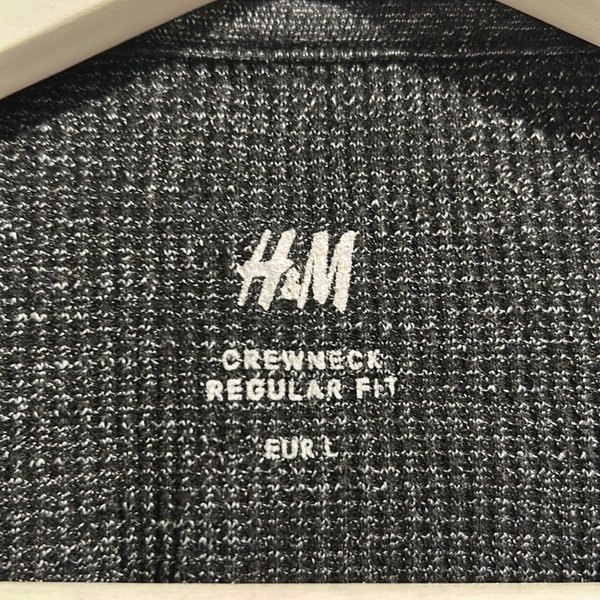 H&M
CREWNECK
REGULAR FIT
EUR L